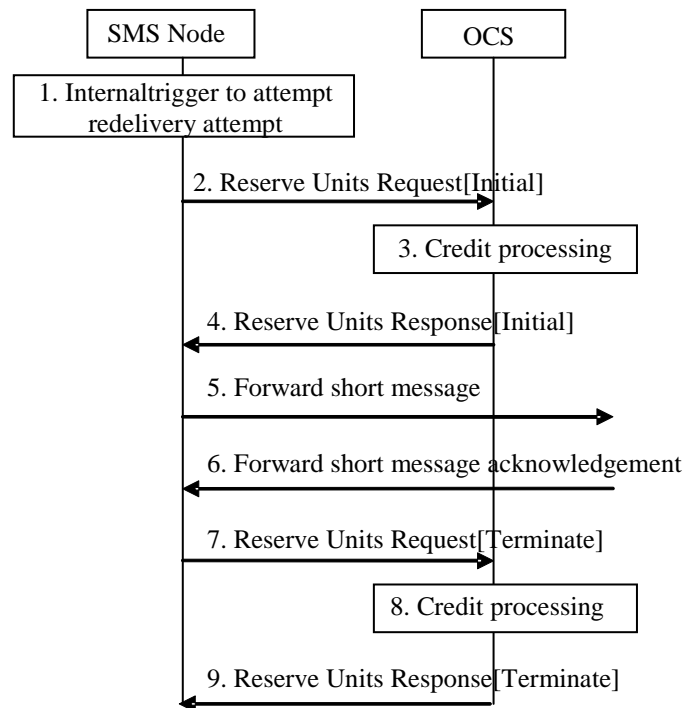 SMS Node
OCS
1. Internaltrigger to attempt
redelivery attempt
2. Reserve Units Request[Initial]
3. Credit processing
4. Reserve Units Response[Initial]
5. Forward short message
6. Forward short message acknowledgement
7. Reserve Units Request[Terminate]
8. Credit processing
9. Reserve Units Response[Terminate]